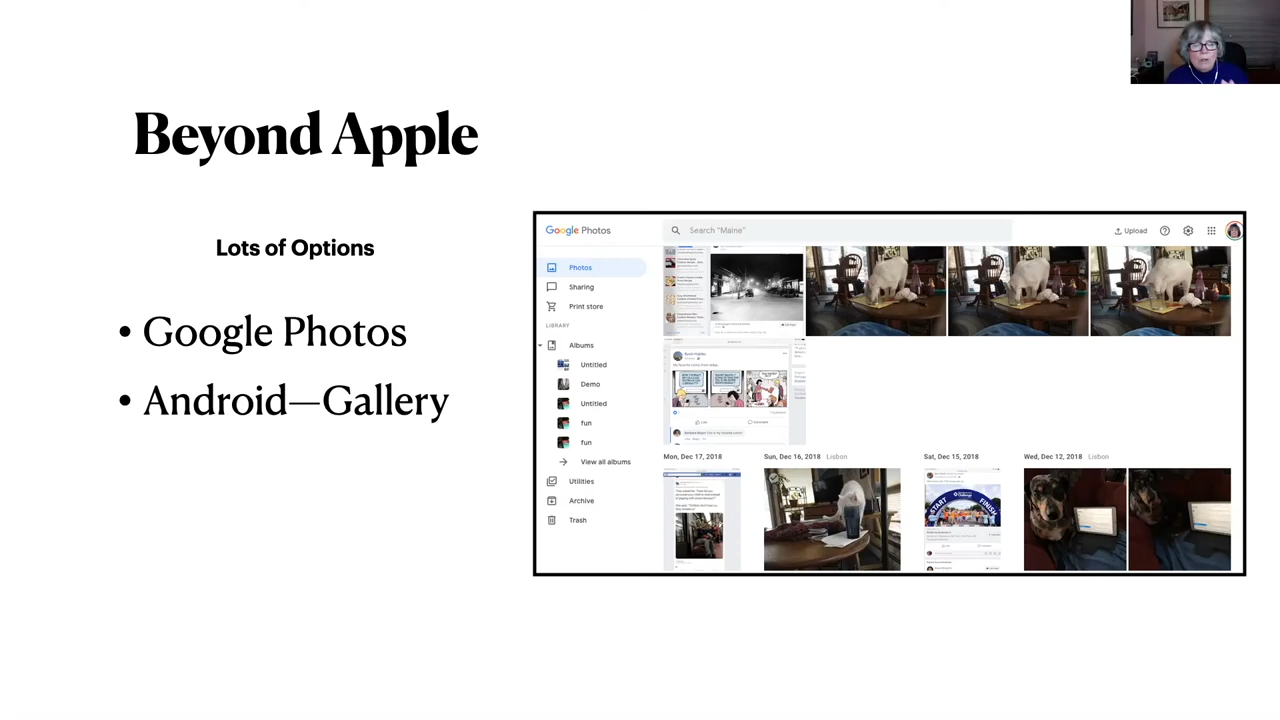 Beyond Apple
Lots of Options
• Google Photos
• Android—Gallery
Google Photos
Search "Maine"
Upload
Photos
Sharing
Print store
LIBRARY
Albums
Untitled
Demo
Untitled
fun
fun
View all albums
Utilities
Archive
Trash
Mon, Dec 17, 2018
Sun, Dec 16, 2018 Lisbon
Sat, Dec 15, 2018
Wed, Dec 12, 2018 Lisbon
START
FINISH